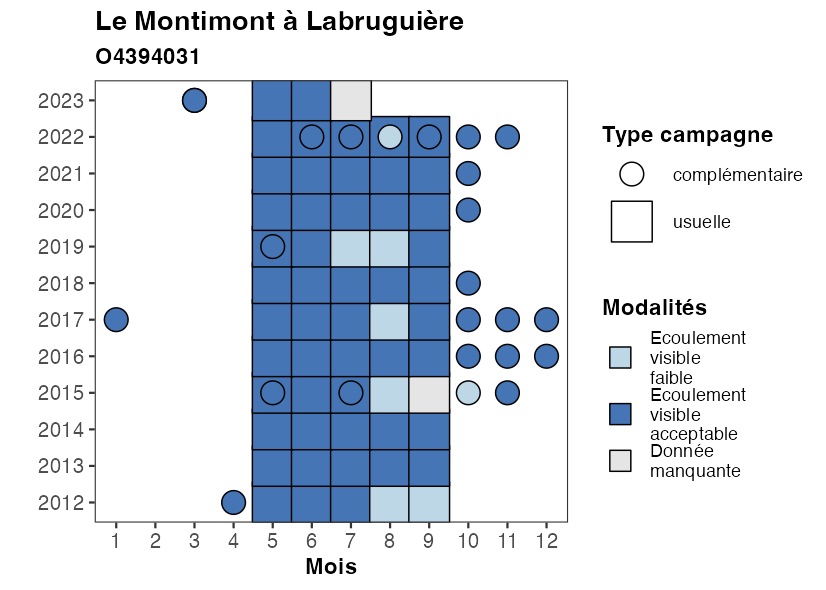 Le Montimont à Labruguière
O4394031
2023
2022
2021
2020
2019
2018
2017
2016
2015
2014
2013
2012
1 2 3 4 5 6 7 8 9 10 11 12
Mois
Type campagne
complémentaire
usuelle
Modalités
Ecoulement
visible
faible
Ecoulement
visible
acceptable
Donnée
manquante